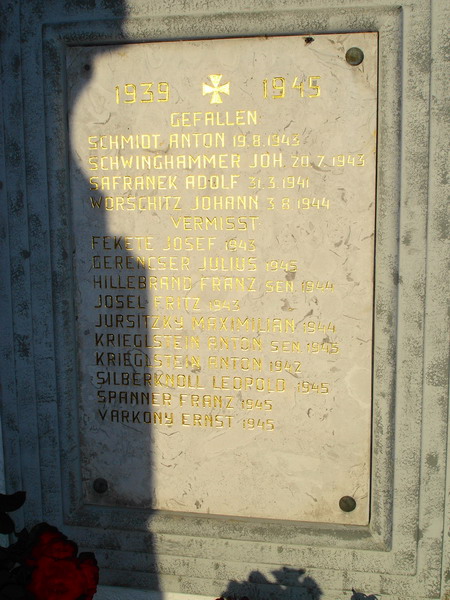 1939 1945
GEFALLEN
SCHMIDT ANTON 19.8.1943
SCHWINGHAMMER JOH 20.7.1943
SAFRANEK ADOLF 31.3.1941
WORSCHITZ JOHANN 3.8.1944
VERMISST
FEKETE JOSEF 1943
GERENCSER JULIUS 1945
HILLEBRAND FRANZ SEN. 1944
JOSEL FRITZ 1943
JURSITZKY MAXIMILIAN 1944
KRIEGLSTEIN ANTON SEN. 1945
KRIEGLSTEIN ANTON 1942
SILBERKNOLL LEOPOLD 1945
SPANNER FRANZ 1945
VARKONY ERNST 1945